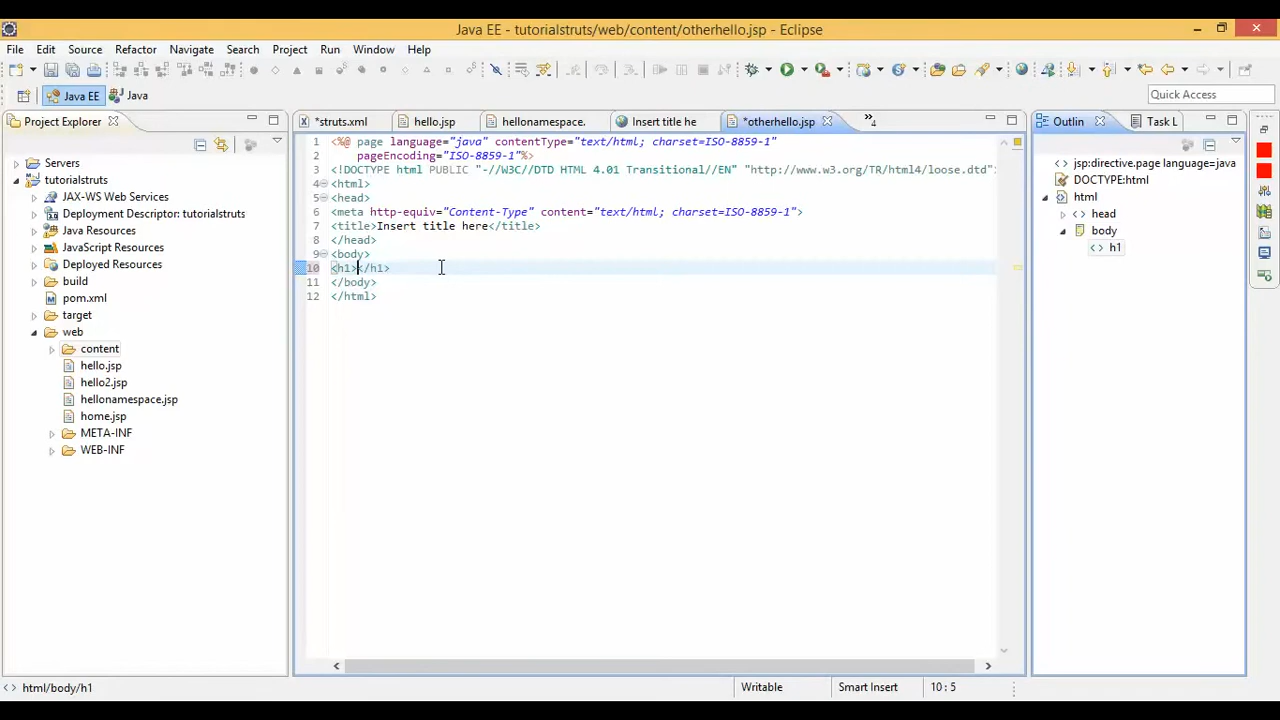 Java EE - tutorialstruts/web/content/otherhello.jsp - Eclipse
File Edit Source Refactor Navigate Search Project Run Window Help
Java EE Java Quick Access
Project Explorer
Servers
tutorialstruts
JAX-WS Web Services
Deployment Descriptor: tutorialstruts
Java Resources
JavaScript Resources
Deployed Resources
build
pom.xml
target
web
content
hello.jsp
hello2.jsp
hellonamespace.jsp
home.jsp
META-INF
WEB-INF
*struts.xml hello.jsp hellonamespace. Insert title he *otherhello.jsp »4
1 <%@ page language="java" contentType="text/html; charset=ISO-8859-1"
2 pageEncoding="ISO-8859-1"%>
3 <!DOCTYPE html PUBLIC "-//W3C//DTD HTML 4.01 Transitional//EN" "http://www.w3.org/TR/html4/loose.dtd">
4 <html>
5 <head>
6 <meta http-equiv="Content-Type" content="text/html; charset=ISO-8859-1">
7 <title>Insert title here</title>
8 </head>
9 <body>
10 <h1></h1>
11 </body>
12 </html>
Outlin Task L
jsp:directive.page language=java
DOCTYPE:html
html
head
body
h1
html/body/h1 Writable Smart Insert 10 : 5